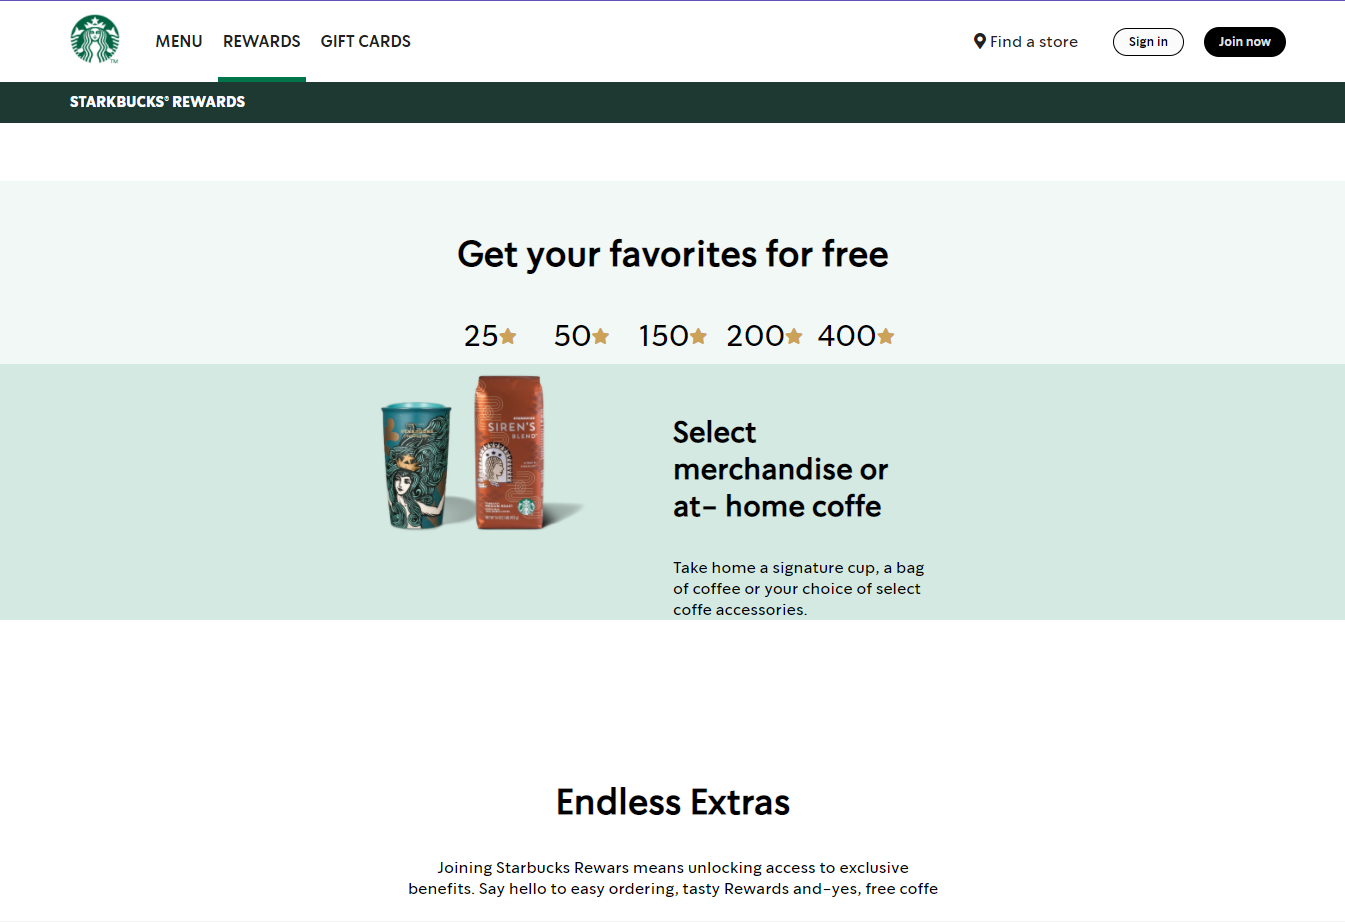 MENU REWARDS GIFT CARDS Find a store Sign in Join now
STARKBUCKS® REWARDS
Get your favorites for free
25 50 150 200 400
SIREN'S
BLEND
Select
merchandise or
at- home coffe
Take home a signature cup, a bag
of coffee or your choice of select
coffe accessories.
Endless Extras
Joining Starbucks Rewars means unlocking access to exclusive
benefits. Say hello to easy ordering, tasty Rewards and-yes, free coffe